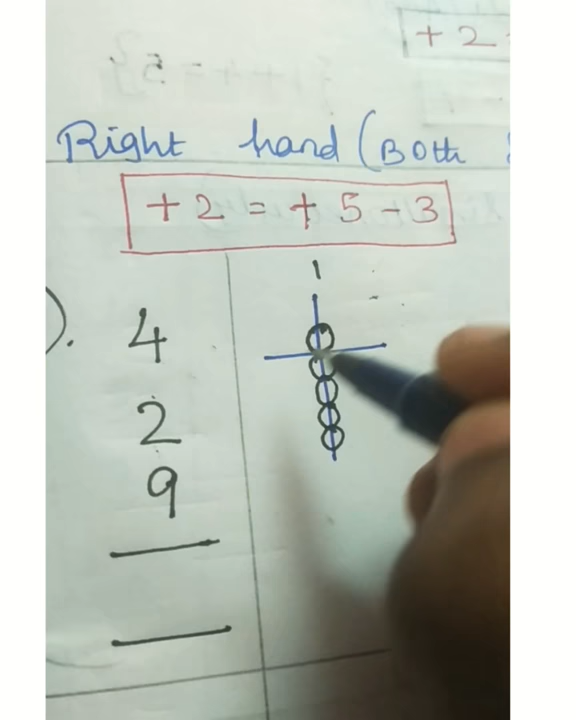 + 2
Right hand (Both
+ 2 = + 5 - 3
1
). 4
2
9